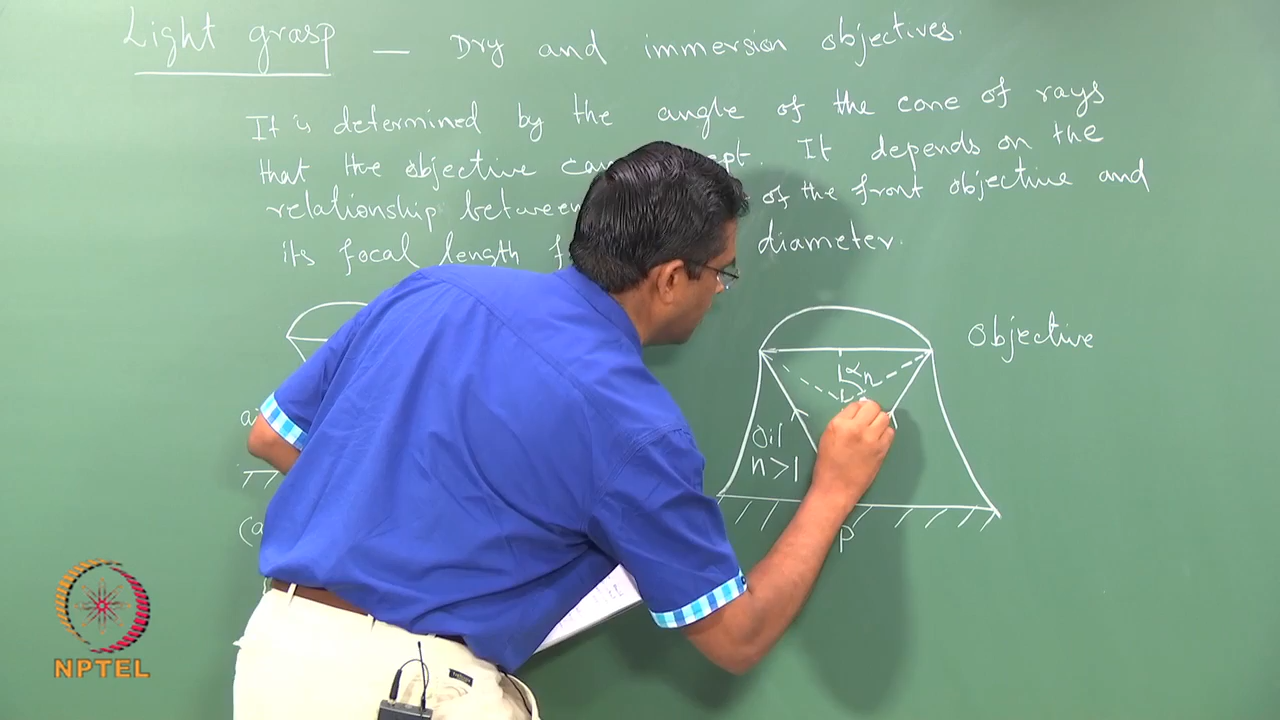 Light grasp — Dry and immersion objectives.
It is determined by the angle of the cone of rays
that the objective can It depends on the
relationship between of the front objective and
its focal length diameter.
Objective
αn
Oil
n>1
P
(a
NPTEL